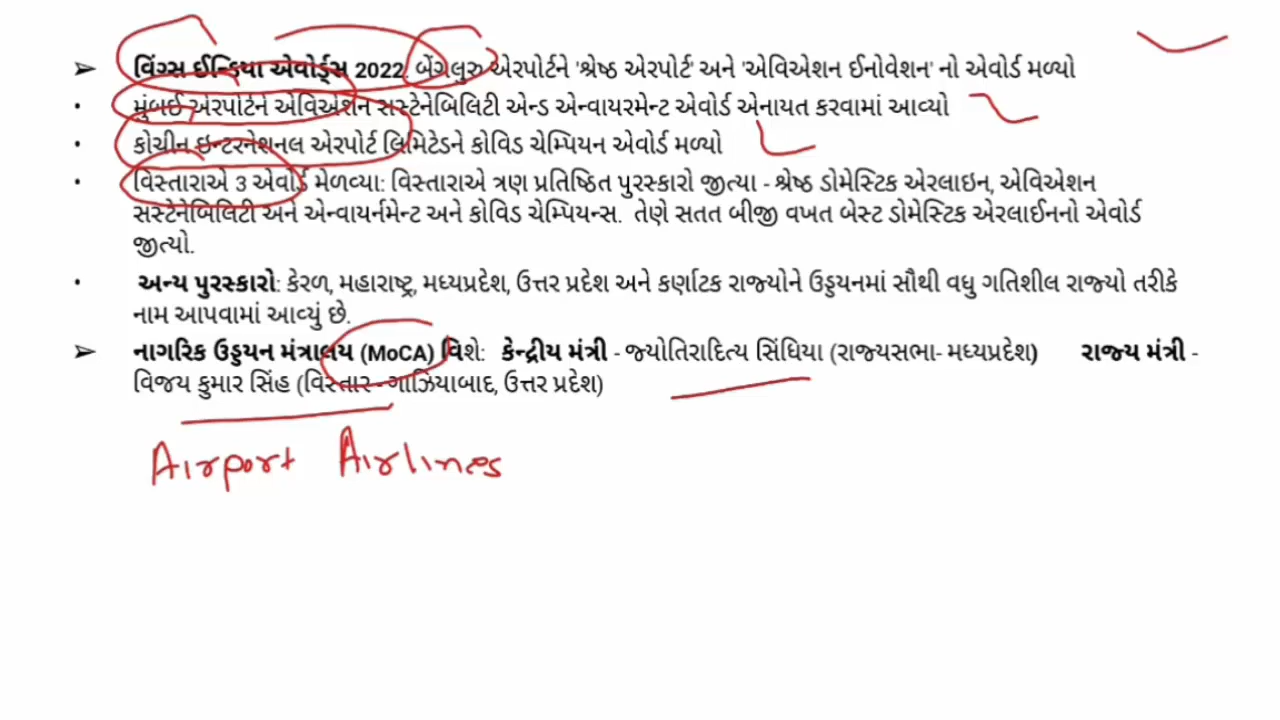 ➢ વિંગ્સ ઈન્ડિયા એવોર્ડ્સ 2022. બેંગલુરુ એરપોર્ટને 'શ્રેષ્ઠ એરપોર્ટ' અને 'એવિએશન ઈનોવેશન' નો એવોર્ડ મળ્યો
• મુંબઈ એરપોર્ટને એવિએશન સસ્ટેનેબિલિટી એન્ડ એન્વાયરમેન્ટ એવોર્ડ એનાયત કરવામાં આવ્યો
• કોચીન ઇન્ટરનેશનલ એરપોર્ટ લિમિટેડને કોવિડ ચેમ્પિયન એવોર્ડ મળ્યો
• વિસ્તારાએ 3 એવોર્ડ મેળવ્યા: વિસ્તારાએ ત્રણ પ્રતિષ્ઠિત પુરસ્કારો જીત્યા - શ્રેષ્ઠ ડોમેસ્ટિક એરલાઇન, એવિએશન
સસ્ટેનેબિલિટી અને એન્વાયર્નમેન્ટ અને કોવિડ ચેમ્પિયન્સ. તેણે સતત બીજી વખત બેસ્ટ ડોમેસ્ટિક એરલાઈનનો એવોર્ડ
જીત્યો.
• અન્ય પુરસ્કારો: કેરળ, મહારાષ્ટ્ર, મધ્યપ્રદેશ, ઉત્તર પ્રદેશ અને કર્ણાટક રાજ્યોને ઉડ્ડયનમાં સૌથી વધુ ગતિશીલ રાજ્યો તરીકે
નામ આપવામાં આવ્યું છે.
➢ નાગરિક ઉડ્ડયન મંત્રાલય (MoCA) વિશે: કેન્દ્રીય મંત્રી - જ્યોતિરાદિત્ય સિંધિયા (રાજ્યસભા- મધ્યપ્રદેશ) રાજ્ય મંત્રી -
વિજય કુમાર સિંહ (વિસ્તાર - ગાઝિયાબાદ, ઉત્તર પ્રદેશ)
Airport Airlines